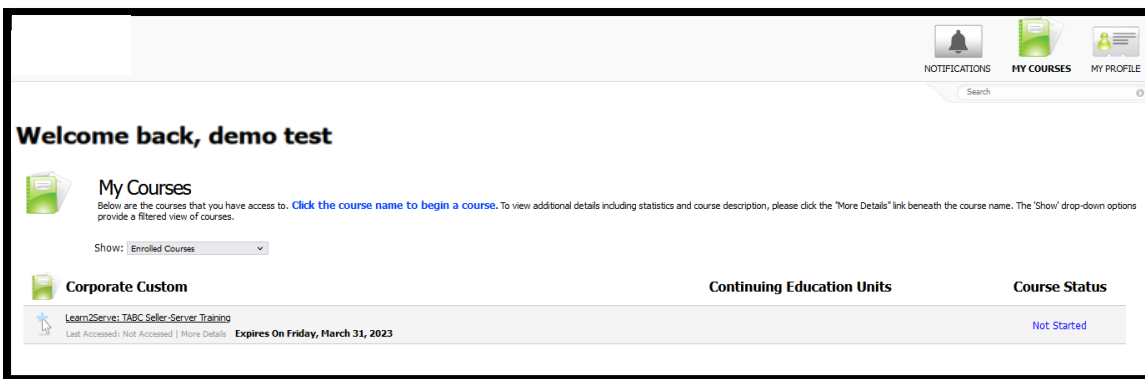 NOTIFICATIONS MY COURSES MY PROFILE
Search
Welcome back, demo test
My Courses
Below are the courses that you have access to. Click the course name to begin a course. To view additional details including statistics and course description, please click the "More Details" link beneath the course name. The 'Show' drop-down options
provide a filtered view of courses.
Show: Enrolled Courses
Corporate Custom Continuing Education Units Course Status
Learn2Serve: TABC Seller-Server Training
Last Accessed: Not Accessed | More Details Expires On Friday, March 31, 2023
Not Started